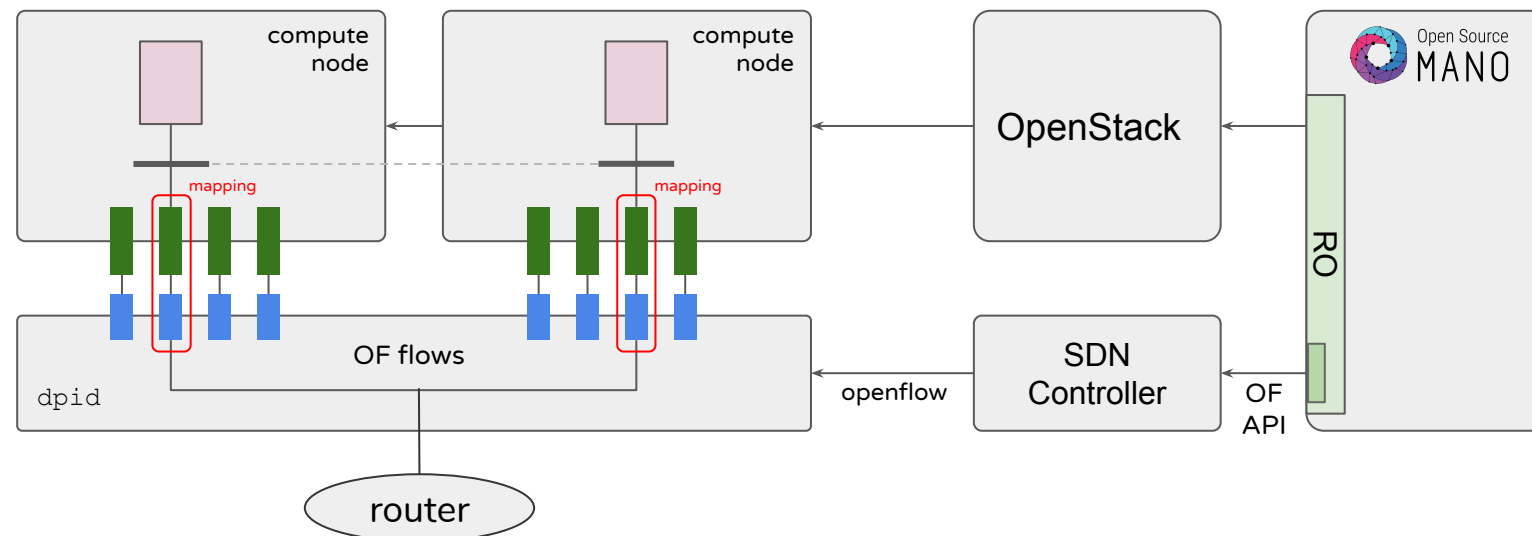 compute
node
compute
node
Open Source
MANO
OpenStack
mapping
mapping
RO
OF flows
dpid
openflow
SDN
Controller
OF
API
router